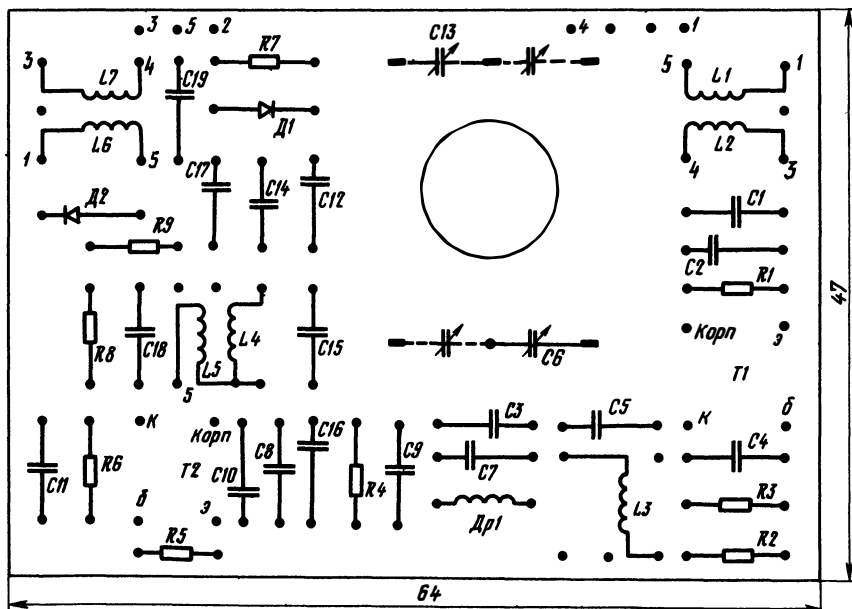 3 5 2 C13 4 1
3 L7 4 C19 R7 5 L1 1
Д1
1 L6 5 C17 C14 C12 4 L2 3
Д2 C1
R9 C2
R1
47
R8 C18 L5 L4 C15 C6 Корп э
5 T1
к Корп C16 C3 C5 к б
C11 R6 T2 C10 C8 R4 C9 C7 C4
б э Др1 L3 R3
R5 R2
64